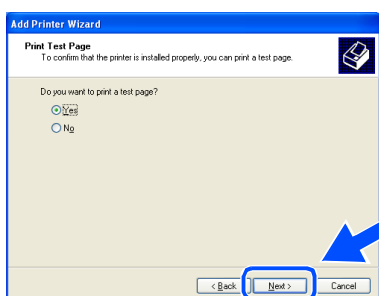 Add Printer Wizard
Print Test Page
To confirm that the printer is installed properly, you can print a test page.
Do you want to print a test page?
Yes
No
< Back Next > Cancel